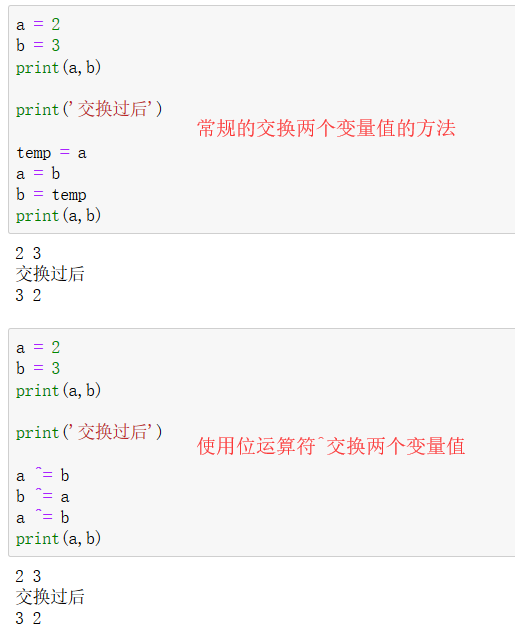 a = 2
b = 3
print(a,b)
print('交换过后')
常规的交换两个变量值的方法
temp = a
a = b
b = temp
print(a,b)
2 3
交换过后
3 2
a = 2
b = 3
print(a,b)
print('交换过后')
使用位运算符^交换两个变量值
a ^= b
b ^= a
a ^= b
print(a,b)
2 3
交换过后
3 2